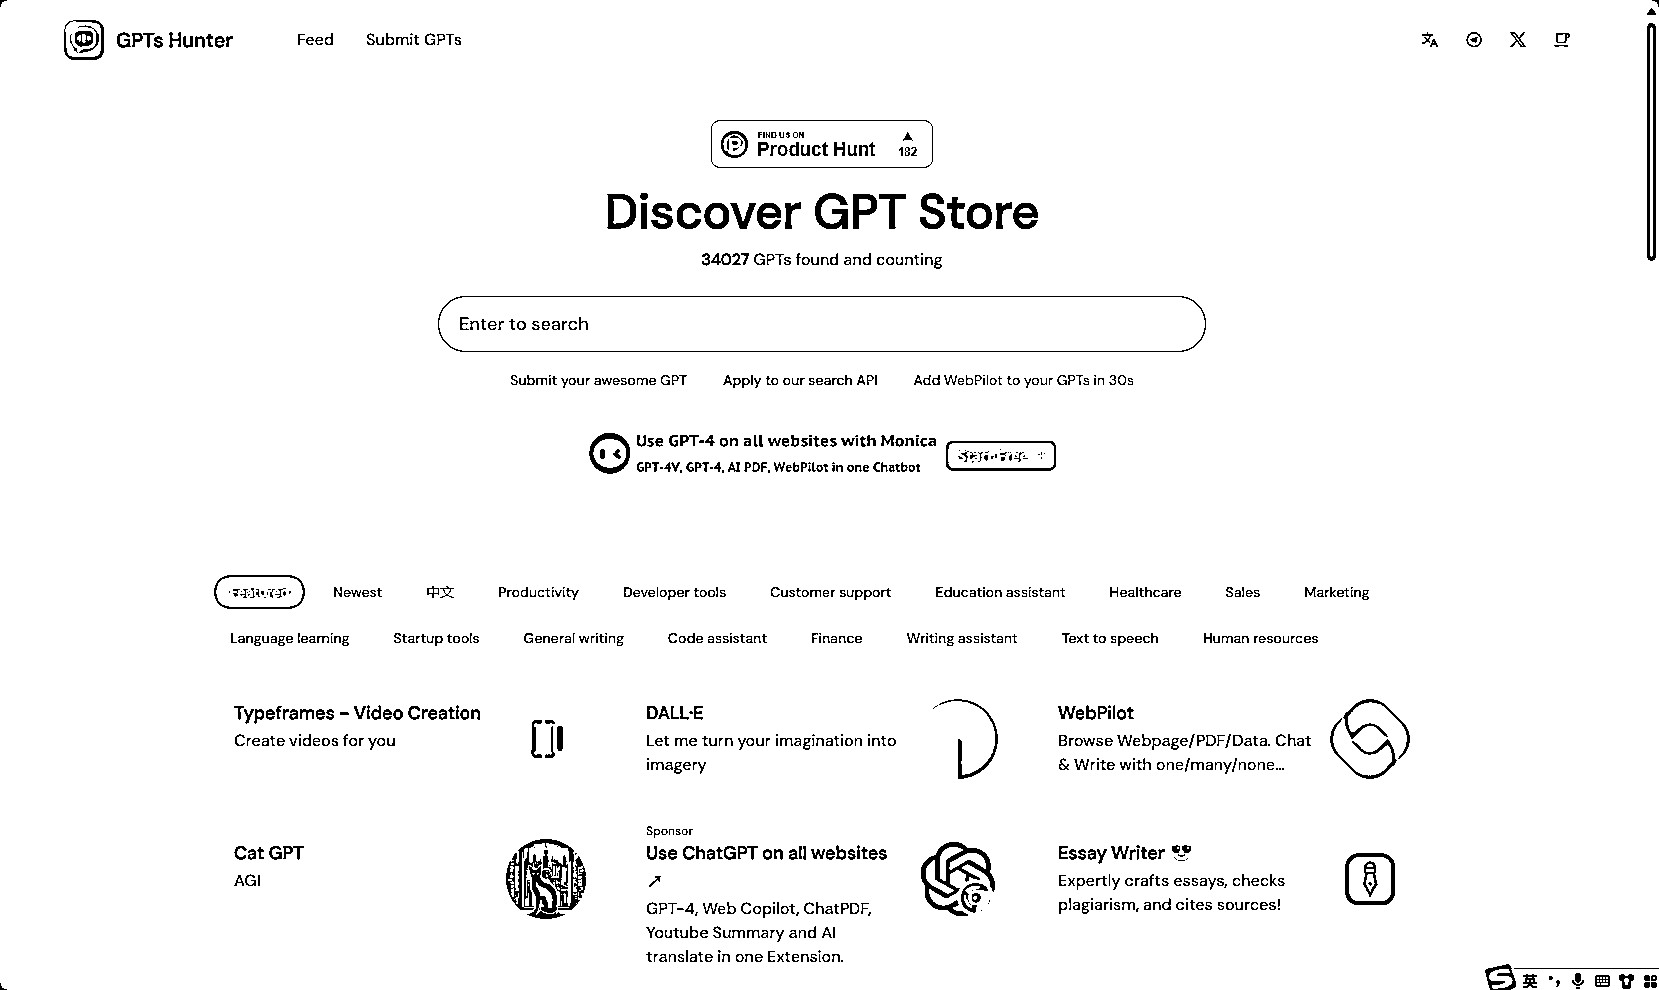 GPTs Hunter
Feed
Submit GPTs
FIND US ON
Product Hunt
182
Discover GPT Store
34027 GPTs found and counting
Enter to search
Submit your awesome GPT
Apply to our search API
Add WebPilot to your GPTs in 30s
Use GPT-4 on all websites with Monica
GPT-4V, GPT-4, AI PDF, WebPilot in one Chatbot
Newest
中文
Productivity
Developer tools
Customer support
Education assistant
Healthcare
Sales
Marketing
Language learning
Startup tools
General writing
Code assistant
Finance
Writing assistant
Text to speech
Human resources
Typeframes – Video Creation
Create videos for you
DALL·E
Let me turn your imagination into
imagery
WebPilot
Browse Webpage/PDF/Data. Chat
& Write with one/many/none...
Cat GPT
AGI
Sponsor
Use ChatGPT on all websites
↗
GPT-4, Web Copilot, ChatPDF,
Youtube Summary and AI
translate in one Extension.
Essay Writer
Expertly crafts essays, checks
plagiarism, and cites sources!
英